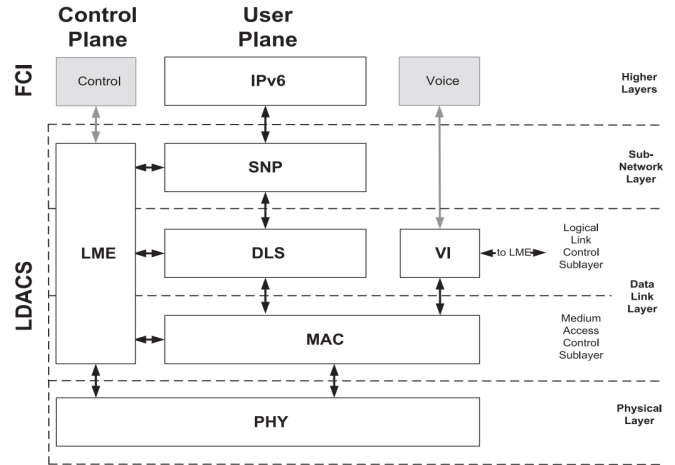 Control
Plane
User
Plane
FCI
Control
IPv6
Voice
Higher
Layers
SNP
Sub-
Network
Layer
LDACS
LME
DLS
VI
to LME
Logical
Link
Control
Sublayer
Data
Link
Layer
MAC
Medium
Access
Control
Sublayer
PHY
Physical
Layer